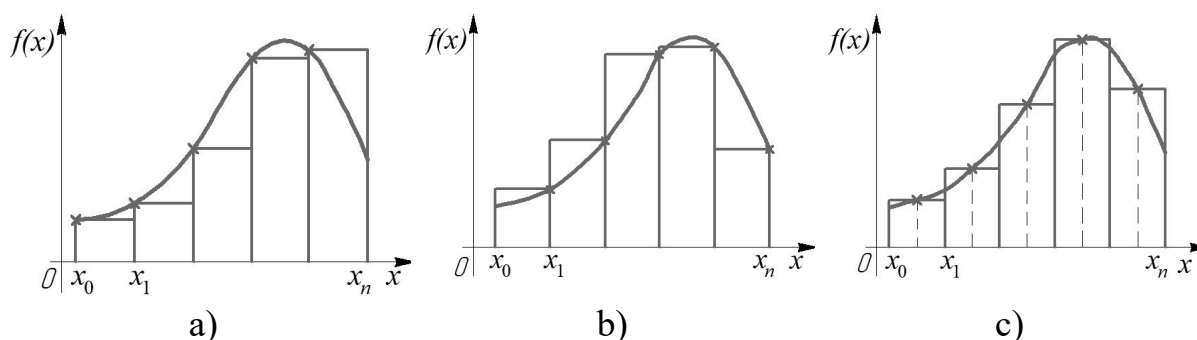 f(x)
0 x₀ x₁ xₙ x
a)
f(x)
0 x₀ x₁ xₙ x
b)
f(x)
0 x₀ x₁ xₙ x
c)